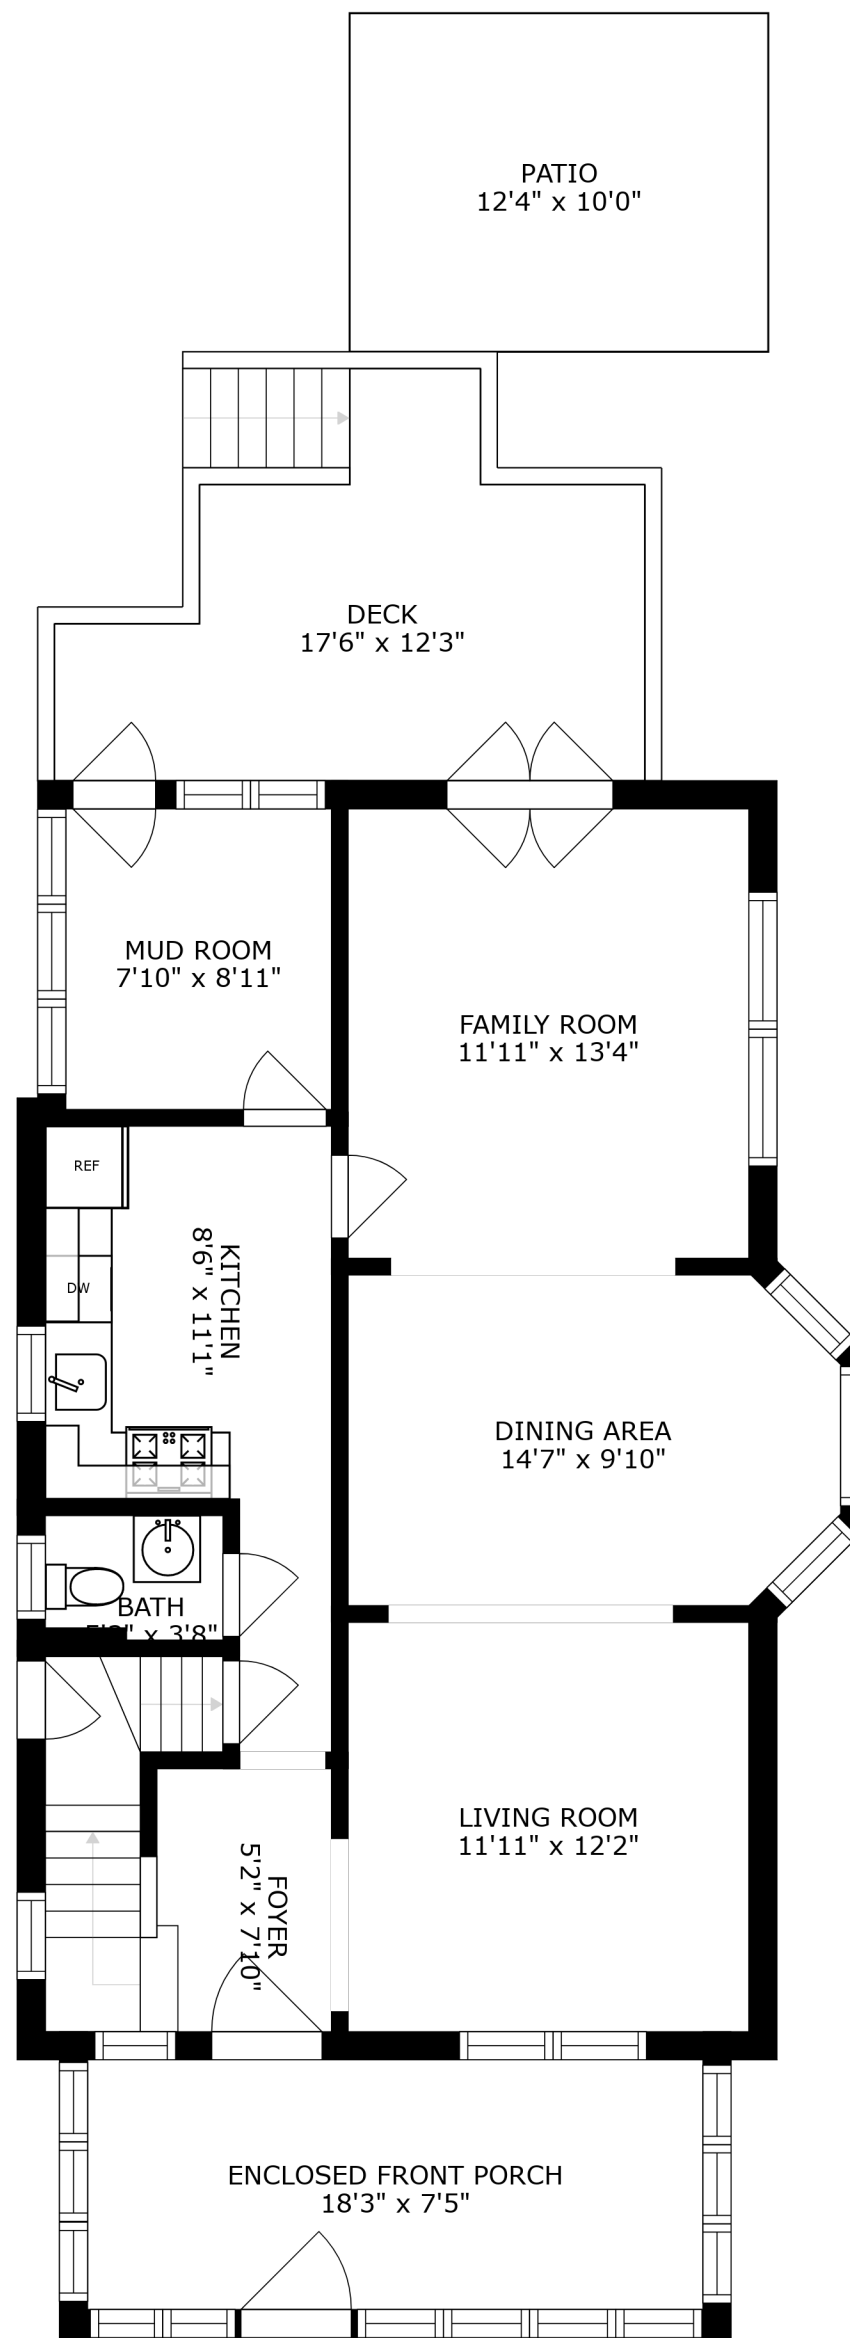 PATIO
12'4" x 10'0"
DECK
17'6" x 12'3"
MUD ROOM
7'10" x 8'11"
FAMILY ROOM
11'11" x 13'4"
REF
KITCHEN
8'6" x 11'1"
DW
DINING AREA
14'7" x 9'10"
BATH
x 3'8"
LIVING ROOM
11'11" x 12'2"
FOYER
5'2" x 7'10"
ENCLOSED FRONT PORCH
18'3" x 7'5"